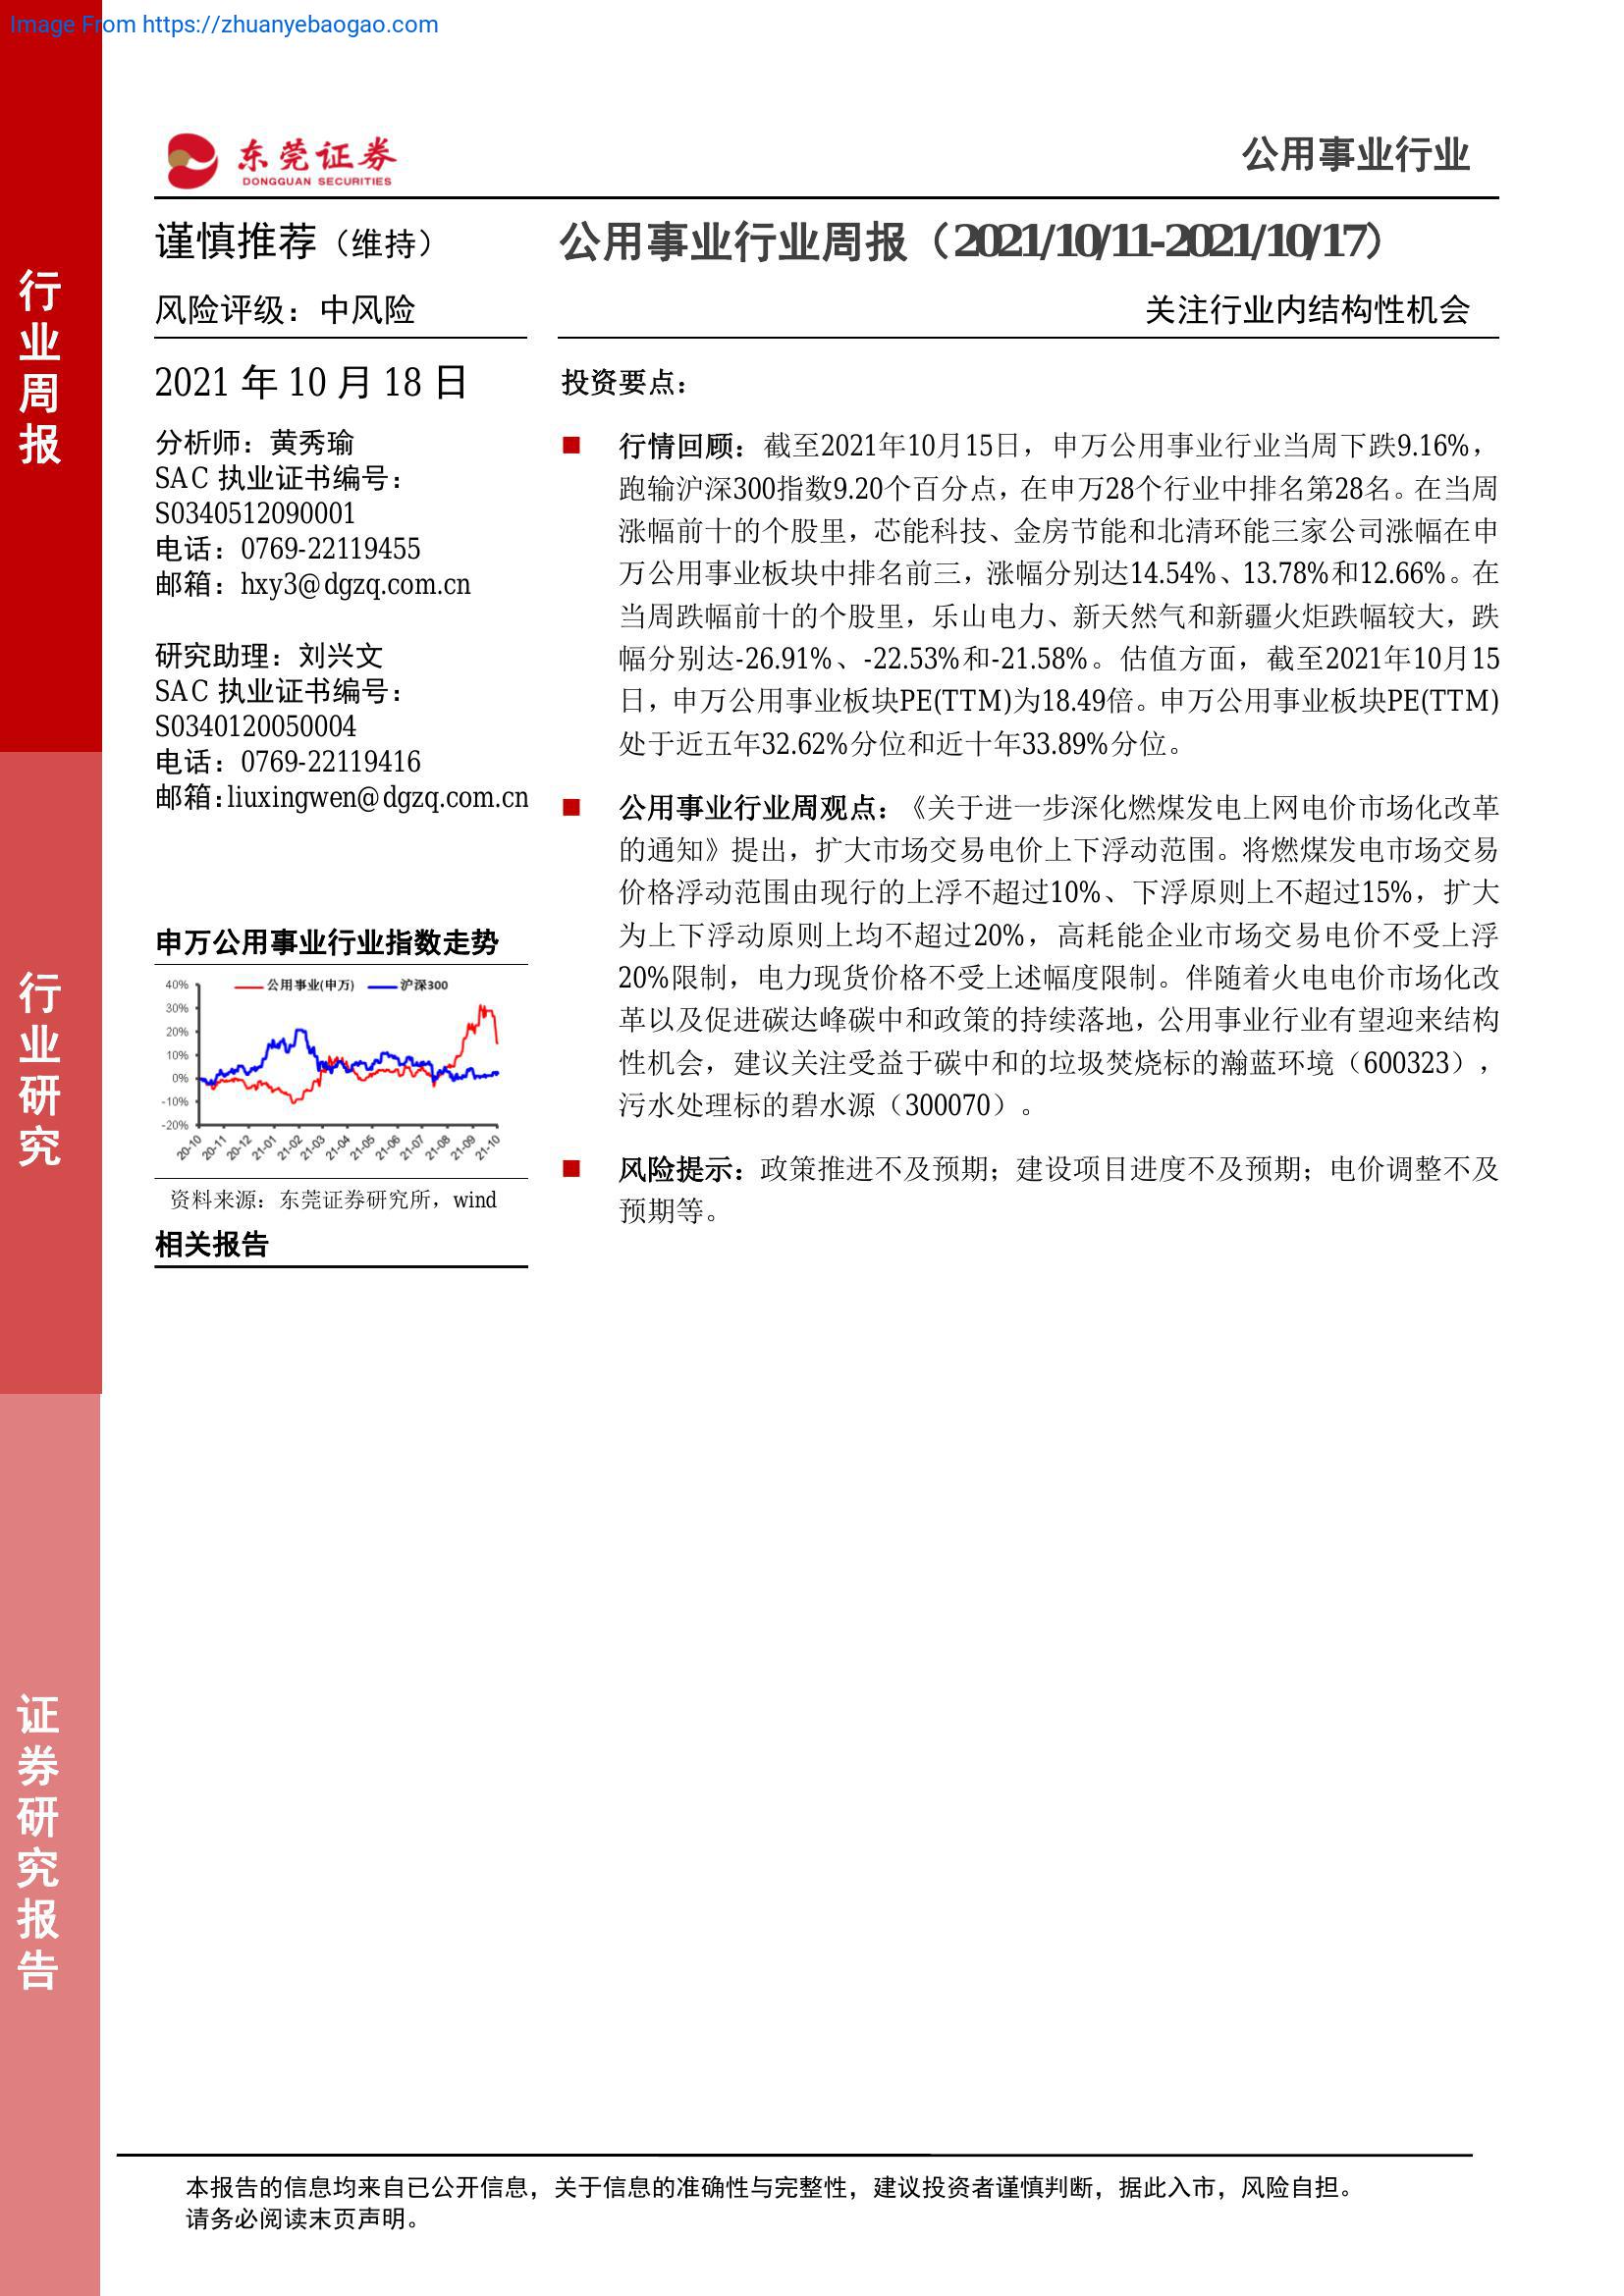 Image From https://zhuanyebaogao.com
东莞证券
DONGGUAN SECURITIES
公用事业行业
行业周报
行业研究
证券研究报告
谨慎推荐（维持）
风险评级：中风险
2021 年 10 月 18 日
分析师：黄秀瑜
SAC 执业证书编号：
S0340512090001
电话：0769-22119455
邮箱：hxy3@dgzq.com.cn
研究助理：刘兴文
SAC 执业证书编号：
S0340120050004
电话：0769-22119416
邮箱：liuxingwen@dgzq.com.cn
申万公用事业行业指数走势
公用事业(申万) 沪深300
40%
30%
20%
10%
0%
-10%
-20%
20-10 20-11 20-12 21-01 21-02 21-03 21-04 21-05 21-06 21-07 21-08 21-09 21-10
资料来源：东莞证券研究所，wind
相关报告
公用事业行业周报（2021/10/11-2021/10/17）
关注行业内结构性机会
投资要点：
■ 行情回顾：截至2021年10月15日，申万公用事业行业当周下跌9.16%，
跑输沪深300指数9.20个百分点，在申万28个行业中排名第28名。在当周
涨幅前十的个股里，芯能科技、金房节能和北清环能三家公司涨幅在申
万公用事业板块中排名前三，涨幅分别达14.54%、13.78%和12.66%。在
当周跌幅前十的个股里，乐山电力、新天然气和新疆火炬跌幅较大，跌
幅分别达-26.91%、-22.53%和-21.58%。估值方面，截至2021年10月15
日，申万公用事业板块PE(TTM)为18.49倍。申万公用事业板块PE(TTM)
处于近五年32.62%分位和近十年33.89%分位。
■ 公用事业行业周观点：《关于进一步深化燃煤发电上网电价市场化改革
的通知》提出，扩大市场交易电价上下浮动范围。将燃煤发电市场交易
价格浮动范围由现行的上浮不超过10%、下浮原则上不超过15%，扩大
为上下浮动原则上均不超过20%，高耗能企业市场交易电价不受上浮
20%限制，电力现货价格不受上述幅度限制。伴随着火电电价市场化改
革以及促进碳达峰碳中和政策的持续落地，公用事业行业有望迎来结构
性机会，建议关注受益于碳中和的垃圾焚烧标的瀚蓝环境（600323），
污水处理标的碧水源（300070）。
■ 风险提示：政策推进不及预期；建设项目进度不及预期；电价调整不及
预期等。
本报告的信息均来自已公开信息，关于信息的准确性与完整性，建议投资者谨慎判断，据此入市，风险自担。
请务必阅读末页声明。